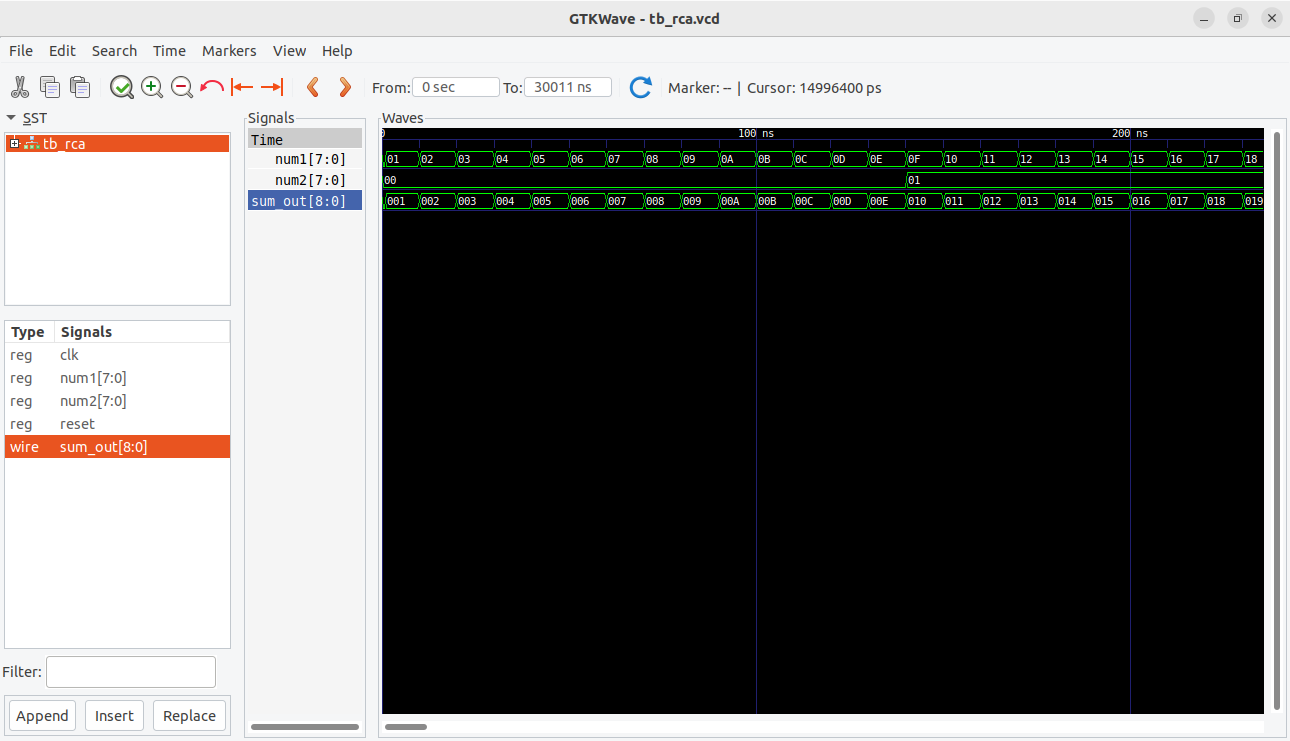 GTKWave - tb_rca.vcd
File Edit Search Time Markers View Help
From: 0 sec To: 30011 ns Marker: -- | Cursor: 14996400 ps
SST
tb_rca
Type Signals
reg clk
reg num1[7:0]
reg num2[7:0]
reg reset
wire sum_out[8:0]
Filter:
Append Insert Replace
Signals
Time
num1[7:0]
num2[7:0]
sum_out[8:0]
Waves
0 100 ns 200 ns
01 02 03 04 05 06 07 08 09 0A 0B 0C 0D 0E 0F 10 11 12 13 14 15 16 17 18
00 01
001 002 003 004 005 006 007 008 009 00A 00B 00C 00D 00E 010 011 012 013 014 015 016 017 018 019